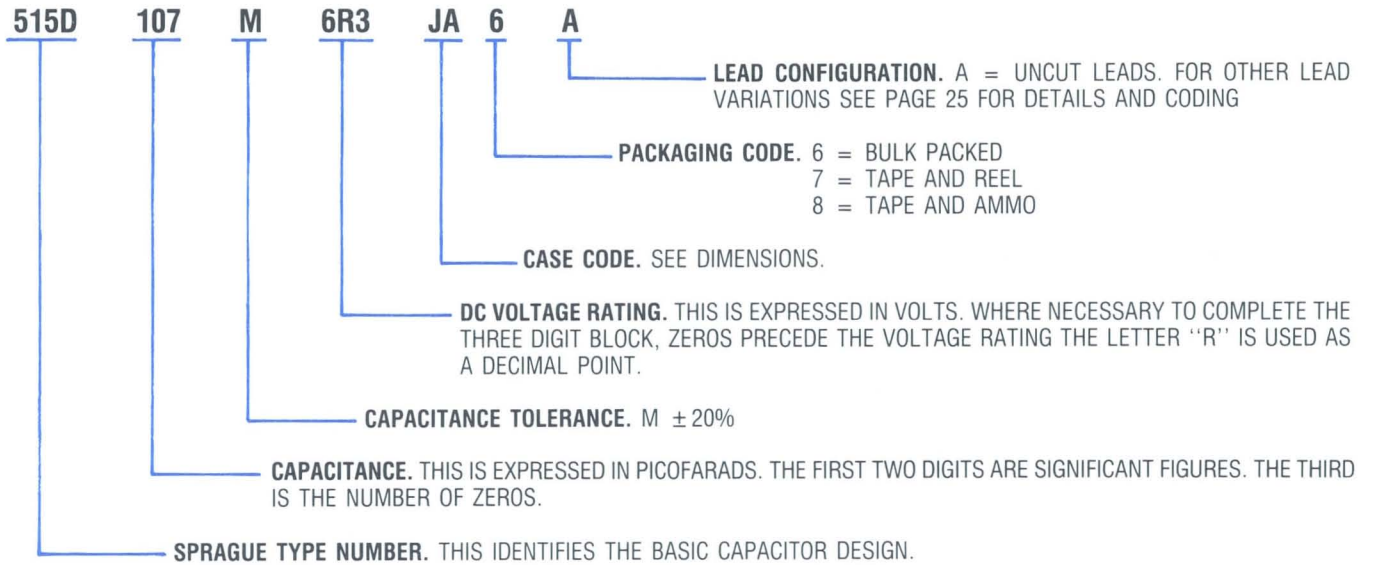 515D 107 M 6R3 JA 6 A
LEAD CONFIGURATION. A = UNCUT LEADS. FOR OTHER LEAD
VARIATIONS SEE PAGE 25 FOR DETAILS AND CODING
PACKAGING CODE. 6 = BULK PACKED
7 = TAPE AND REEL
8 = TAPE AND AMMO
CASE CODE. SEE DIMENSIONS.
DC VOLTAGE RATING. THIS IS EXPRESSED IN VOLTS. WHERE NECESSARY TO COMPLETE THE
THREE DIGIT BLOCK, ZEROS PRECEDE THE VOLTAGE RATING THE LETTER ‘‘R’’ IS USED AS
A DECIMAL POINT.
CAPACITANCE TOLERANCE. M ±20%
CAPACITANCE. THIS IS EXPRESSED IN PICOFARADS. THE FIRST TWO DIGITS ARE SIGNIFICANT FIGURES. THE THIRD
IS THE NUMBER OF ZEROS.
SPRAGUE TYPE NUMBER. THIS IDENTIFIES THE BASIC CAPACITOR DESIGN.